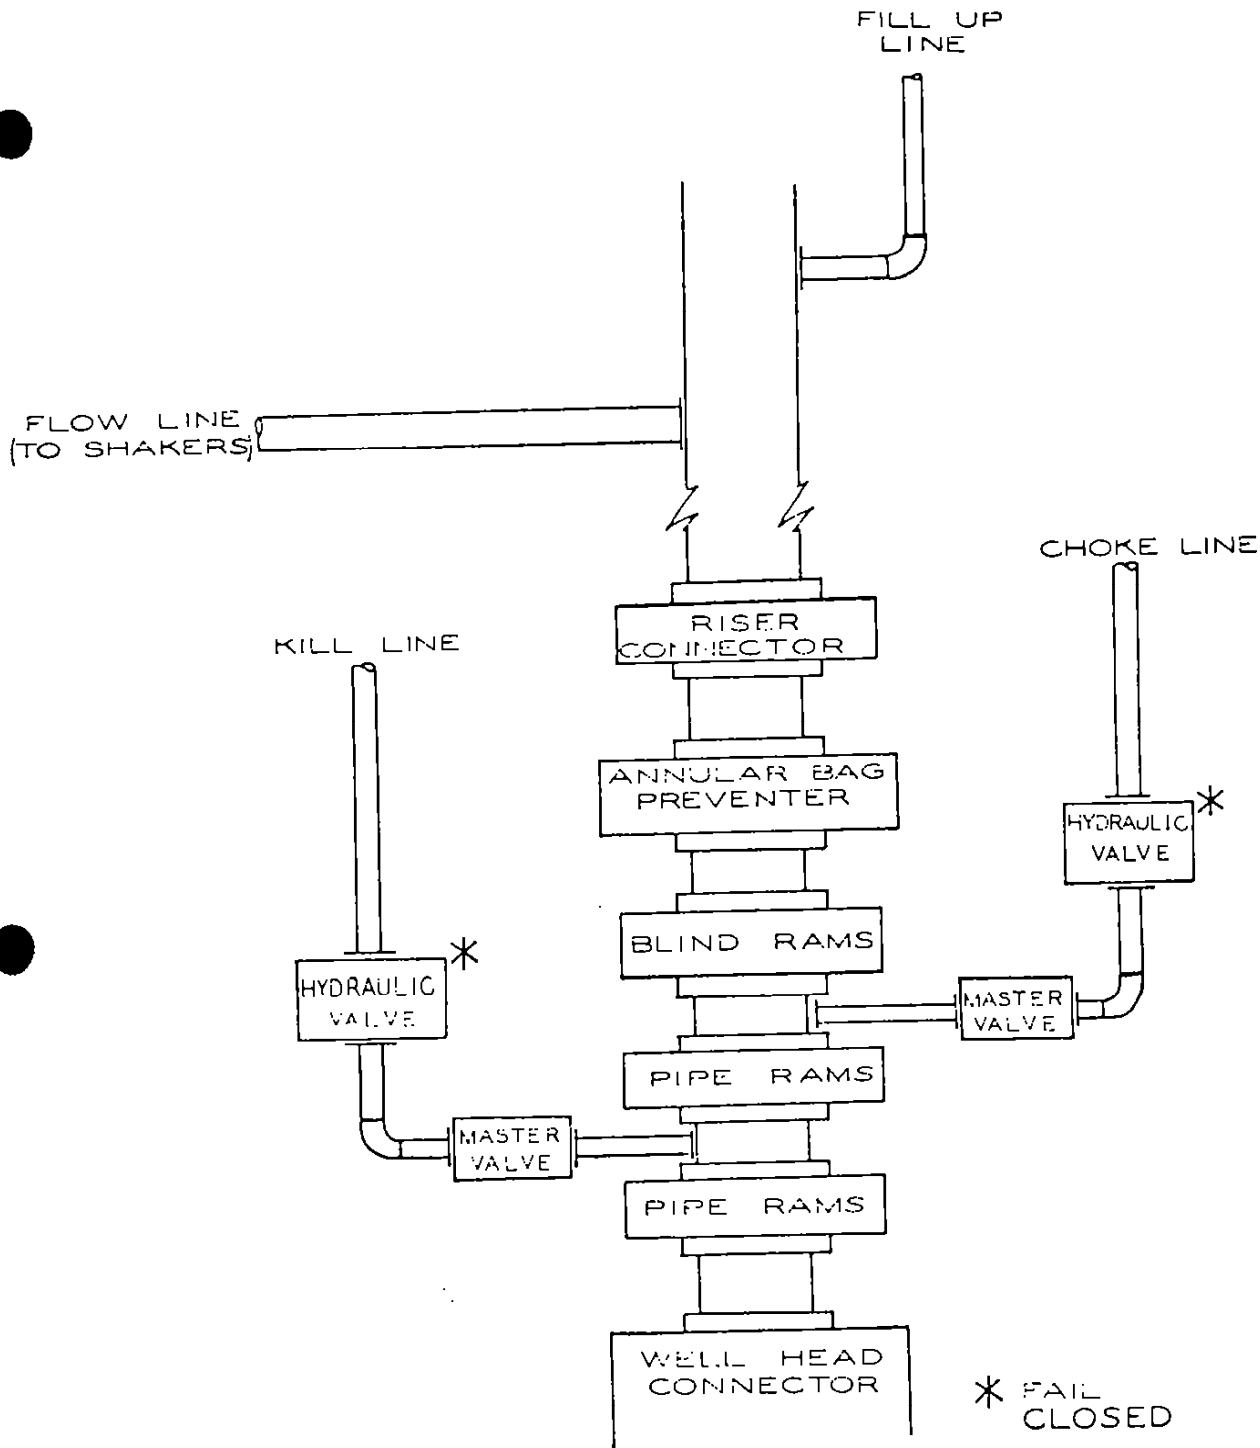 FILL UP
LINE
FLOW LINE
(TO SHAKERS)
CHOKE LINE
RISER
CONNECTOR
KILL LINE
ANNULAR BAG
PREVENTER
HYDRAULIC
VALVE
*
BLIND RAMS
HYDRAULIC
VALVE
*
MASTER
VALVE
PIPE RAMS
MASTER
VALVE
PIPE RAMS
WELL HEAD
CONNECTOR
* FAIL
CLOSED